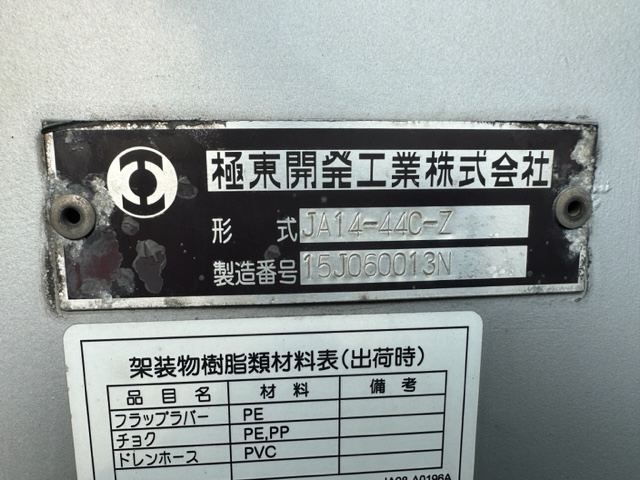 極東開発工業株式会社
形式 JA14-44C-Z
製造番号 15J060013N
架装物樹脂類材料表(出荷時)
品目名 材料 備考
フラップラバー PE
チョク PE,PP
ドレンホース PVC